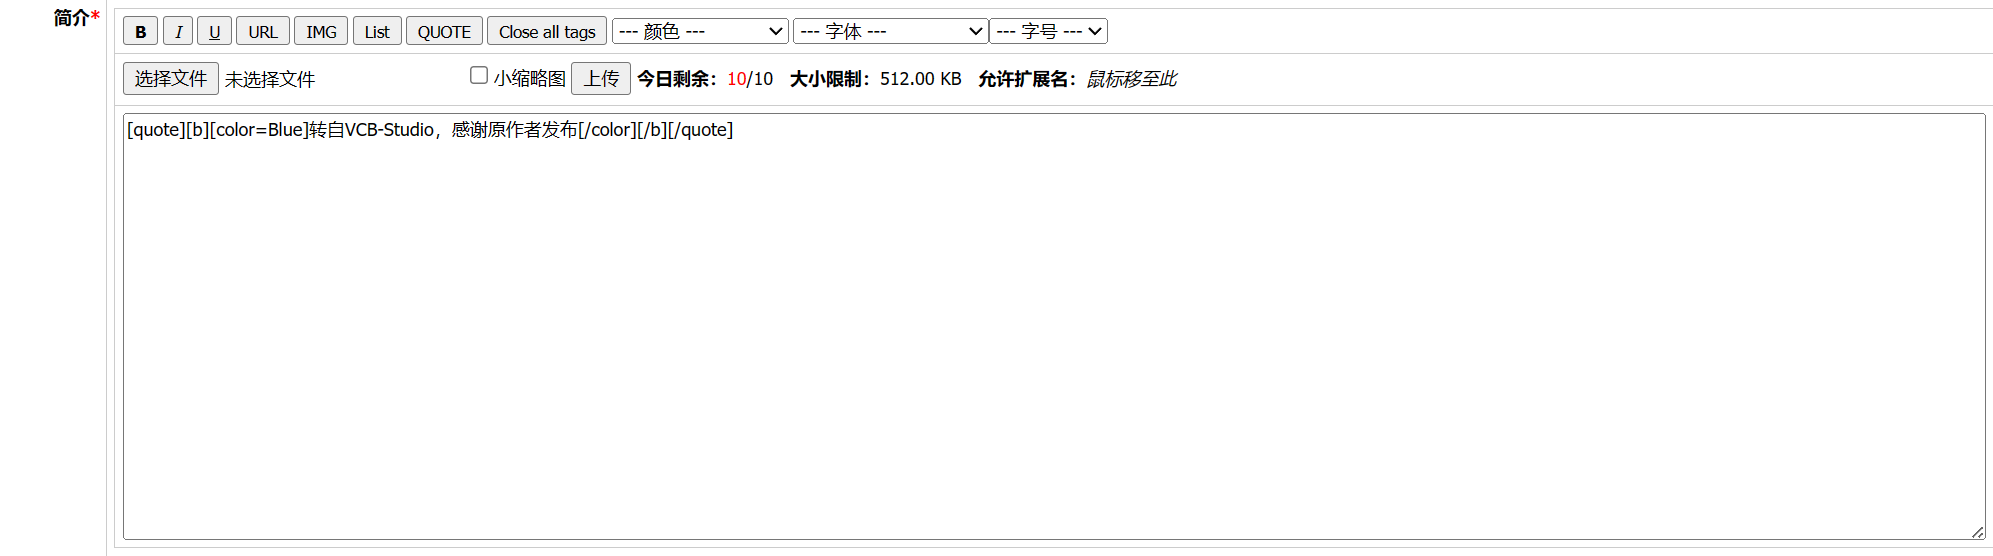 简介*
B I U URL IMG List QUOTE Close all tags --- 颜色 --- --- 字体 --- --- 字号 ---
选择文件 未选择文件 小缩略图 上传 今日剩余：10/10 大小限制：512.00 KB 允许扩展名：鼠标移至此
[quote][b][color=Blue]转自VCB-Studio，感谢原作者发布[/color][/b][/quote]